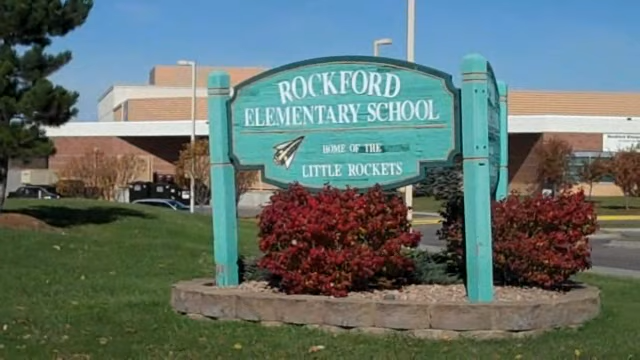 ROCKFORD
ELEMENTARY SCHOOL
HOME OF THE
LITTLE ROCKETS